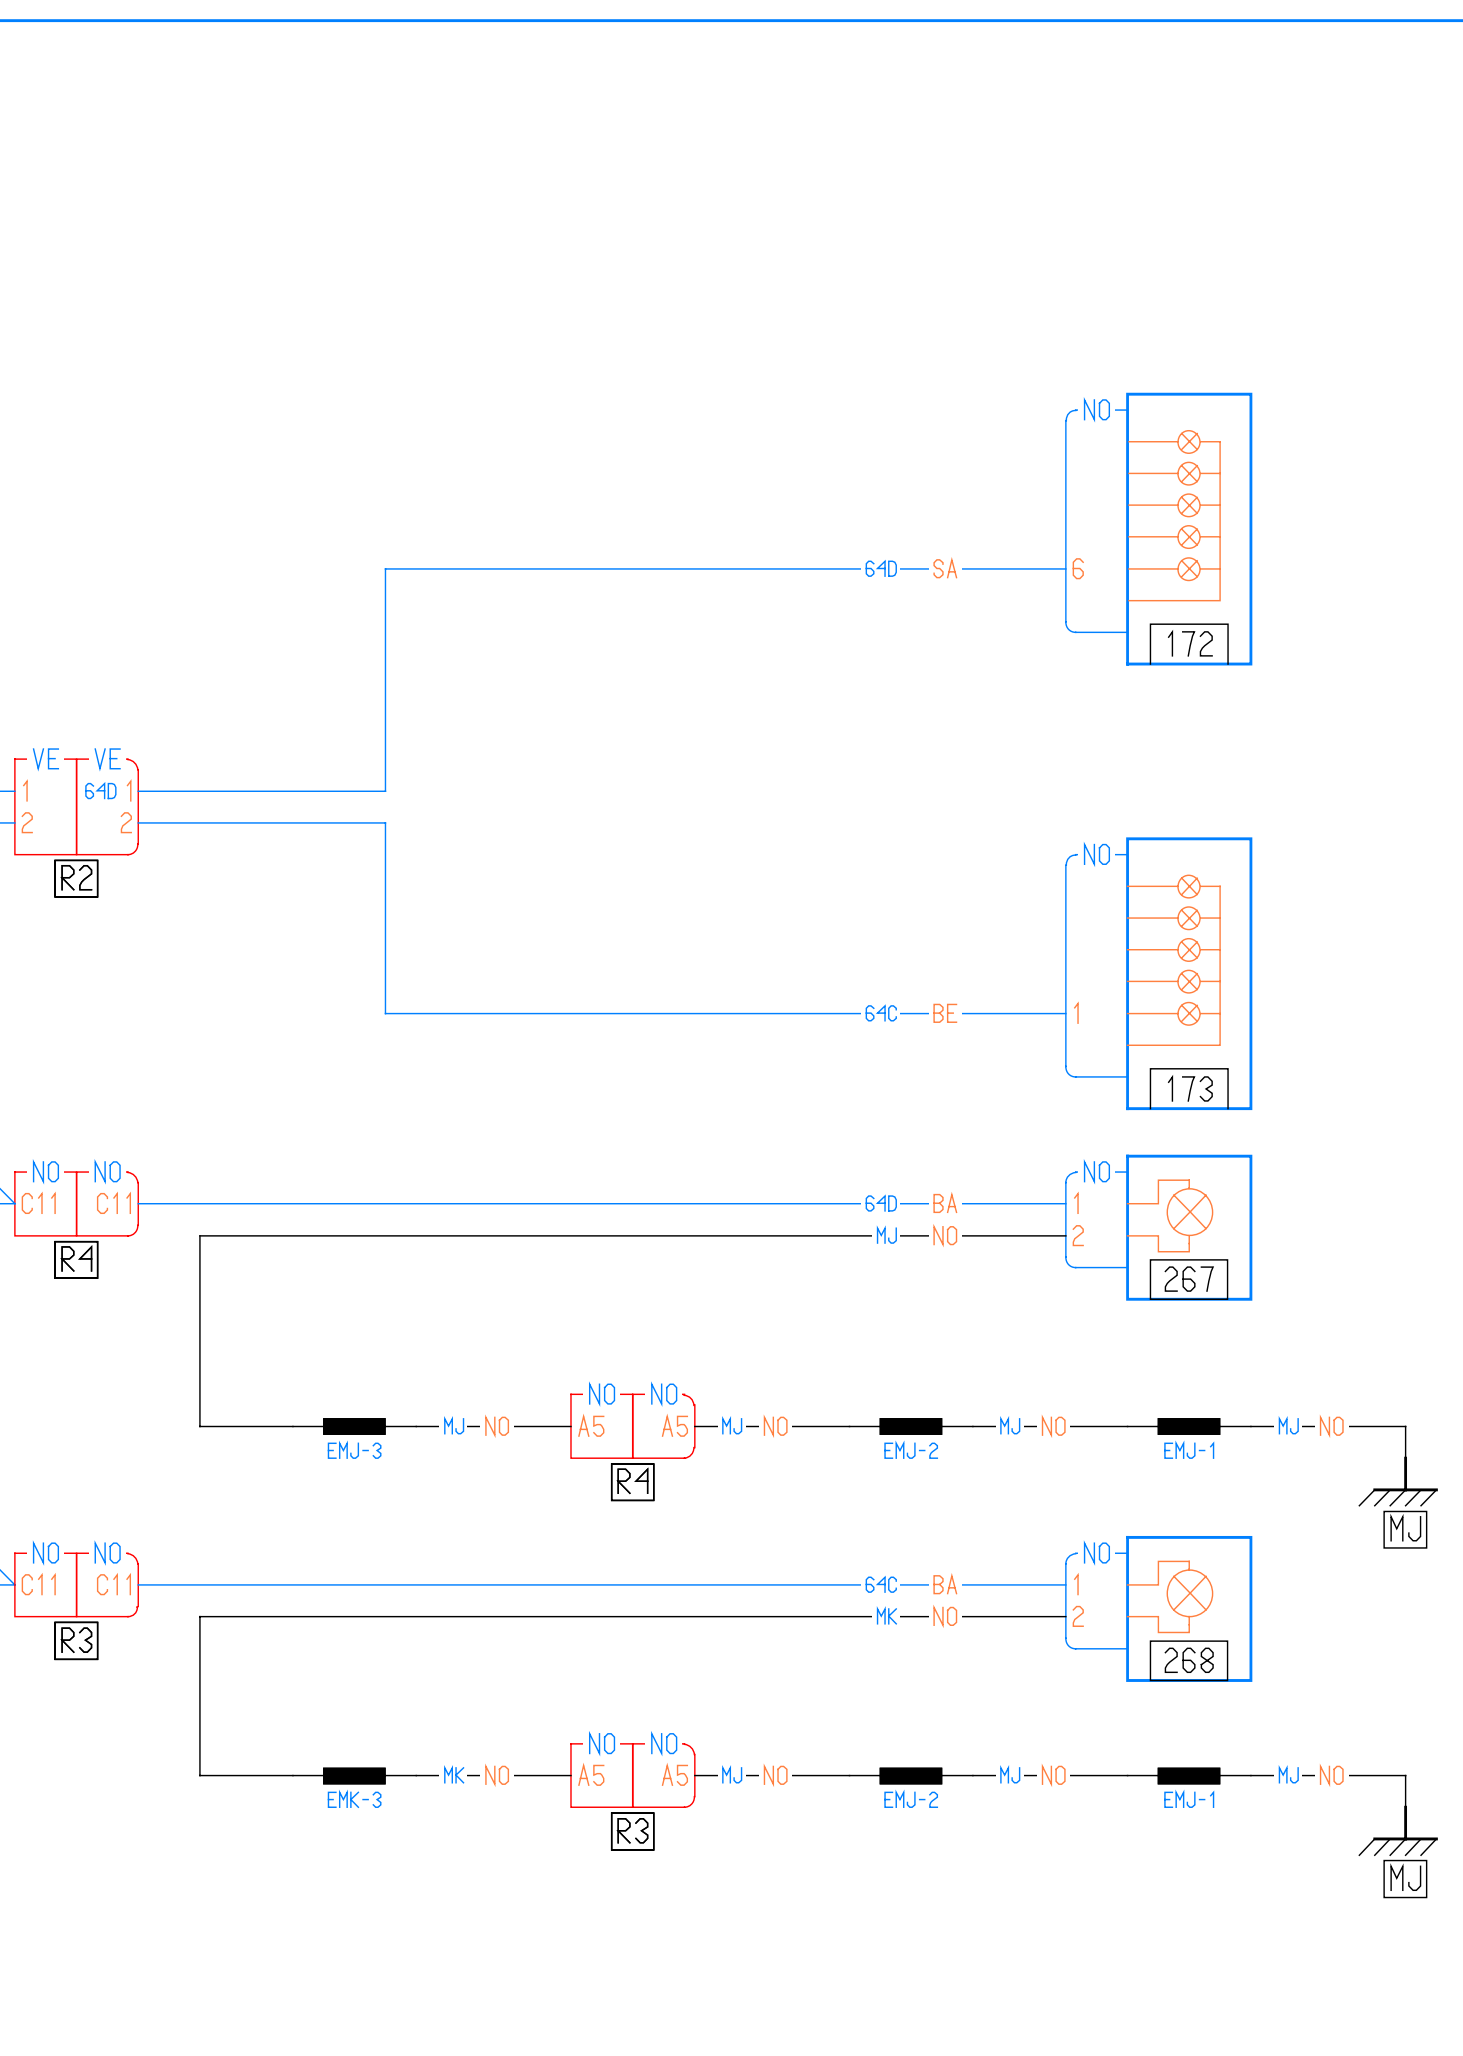 NO
64D SA 6
172
VE VE
1 64D 1
2 2
R2
NO
64C BE 1
173
NO NO NO
C11 C11 64D BA 1
MJ NO 2
R4 267
NO NO
MJ NO A5 A5 MJ NO MJ NO MJ NO
EMJ-3 EMJ-2 EMJ-1
R4
MJ
NO NO NO
C11 C11 64C BA 1
MK NO 2
R3 268
NO NO
MK NO A5 A5 MJ NO MJ NO MJ NO
EMK-3 EMJ-2 EMJ-1
R3
MJ